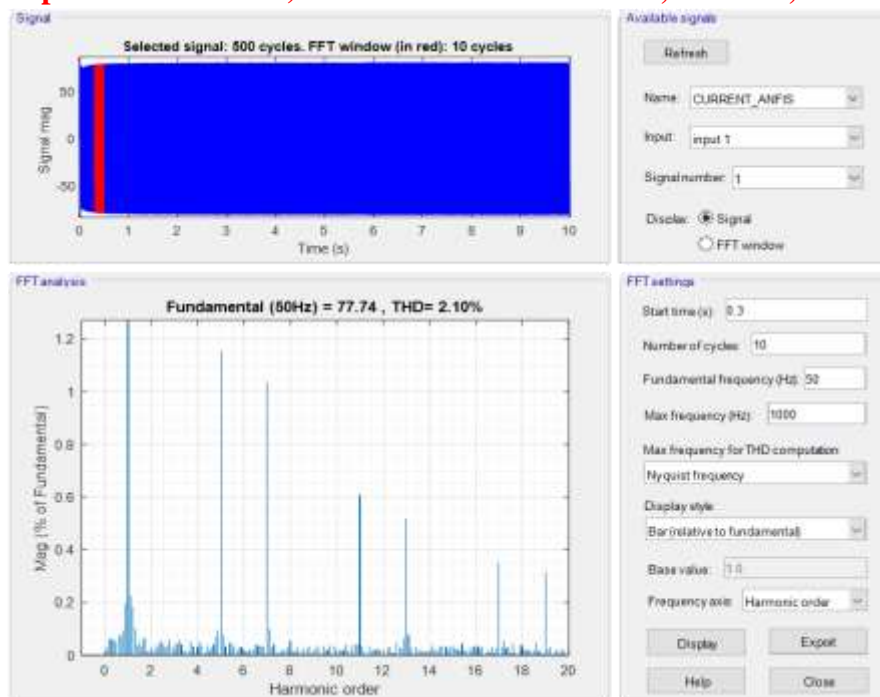 Signal
Selected signal: 500 cycles. FFT window (in red): 10 cycles
Signal mag
50
0
-50
0 1 2 3 4 5 6 7 8 9 10
Time (s)
Available signals
Refresh
Name: CURRENT_ANFIS
Input: input 1
Signal number: 1
Display: Signal
FFT window
FFT analysis
Fundamental (50Hz) = 77.74 , THD= 2.10%
Mag (% of Fundamental)
1.2
1
0.8
0.6
0.4
0.2
0
0 2 4 6 8 10 12 14 16 18 20
Harmonic order
FFT settings
Start time (s): 0.3
Number of cycles: 10
Fundamental frequency (Hz): 50
Max frequency (Hz): 1000
Max frequency for THD computation
Nyquist frequency
Display style:
Bar (relative to fundamental)
Base value: 1.0
Frequency axis: Harmonic order
Display Export
Help Close